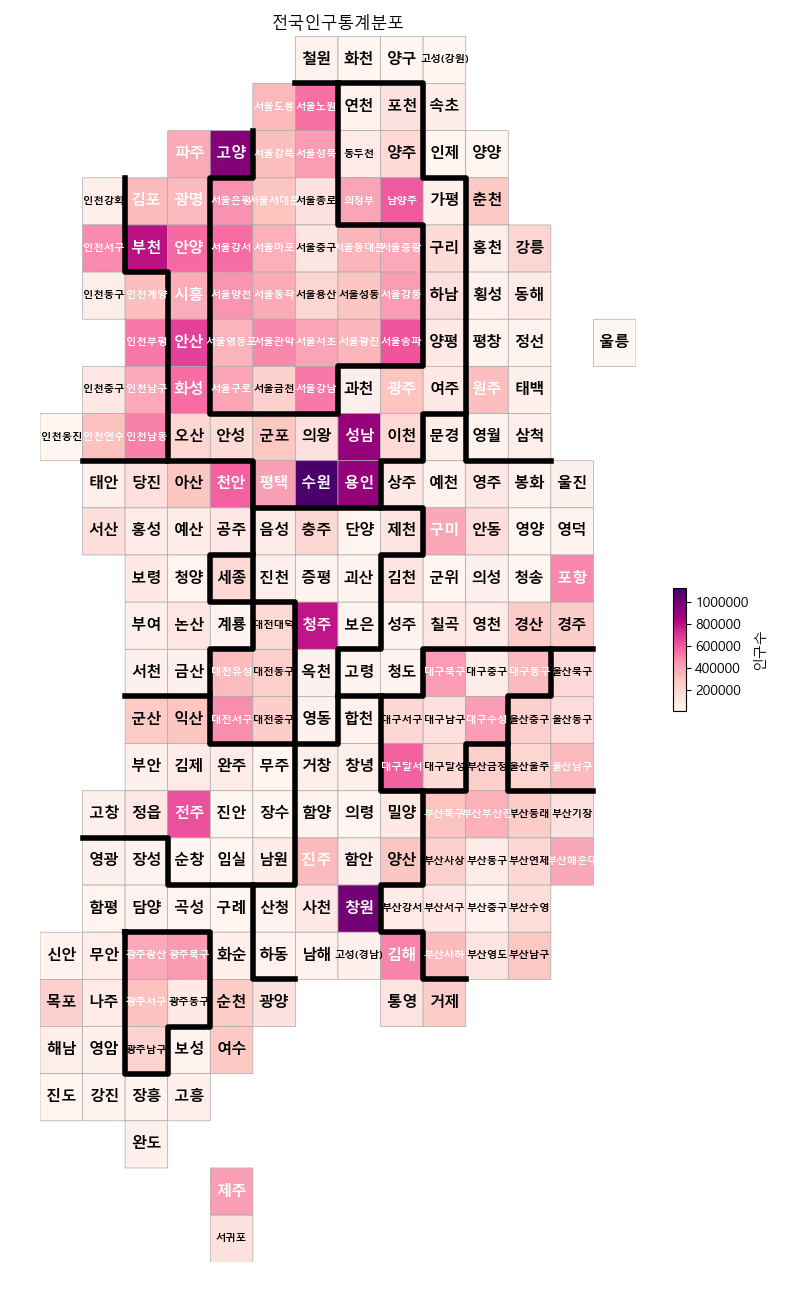 전국인구통계분포
철원 화천 양구 고성(강원)
서울도봉 서울노원 연천 포천 속초
파주 고양 서울강북 서울성북 동두천 양주 인제 양양
인천강화 김포 광명 서울은평 서울서대문 서울종로 의정부 남양주 가평 춘천
인천서구 부천 안양 서울강서 서울마포 서울중구 서울동대문 서울중랑 구리 홍천 강릉
인천동구 인천계양 시흥 서울양천 서울동작 서울용산 서울성동 서울강동 하남 횡성 동해
인천부평 안산 서울영등포 서울관악 서울서초 서울광진 서울송파 양평 평창 정선 울릉
인천중구 인천남구 화성 서울구로 서울금천 서울강남 과천 광주 여주 원주 태백
인천옹진 인천연수 인천남동 오산 안성 군포 의왕 성남 이천 문경 영월 삼척
태안 당진 아산 천안 평택 수원 용인 상주 예천 영주 봉화 울진
서산 홍성 예산 공주 음성 충주 단양 제천 구미 안동 영양 영덕
보령 청양 세종 진천 증평 괴산 김천 군위 의성 청송 포항
부여 논산 계룡 대전대덕 청주 보은 성주 칠곡 영천 경산 경주
서천 금산 대전유성 대전동구 옥천 고령 청도 대구북구 대구중구 대구동구 울산북구
군산 익산 대전서구 대전중구 영동 합천 대구서구 대구남구 대구수성 울산중구 울산동구
부안 김제 완주 무주 거창 창녕 대구달서 대구달성 부산금정 울산울주 울산남구
고창 정읍 전주 진안 장수 함양 의령 밀양 부산북구 부산부산진 부산동래 부산기장
영광 장성 순창 임실 남원 진주 함안 양산 부산사상 부산동구 부산연제 부산해운대
함평 담양 곡성 구례 산청 사천 창원 부산강서 부산서구 부산중구 부산수영
신안 무안 광주광산 광주북구 화순 하동 남해 고성(경남) 김해 부산사하 부산영도 부산남구
목포 나주 광주서구 광주동구 순천 광양 통영 거제
해남 영암 광주남구 보성 여수
진도 강진 장흥 고흥
완도
제주
서귀포
1000000
800000
600000
400000
200000
인구수